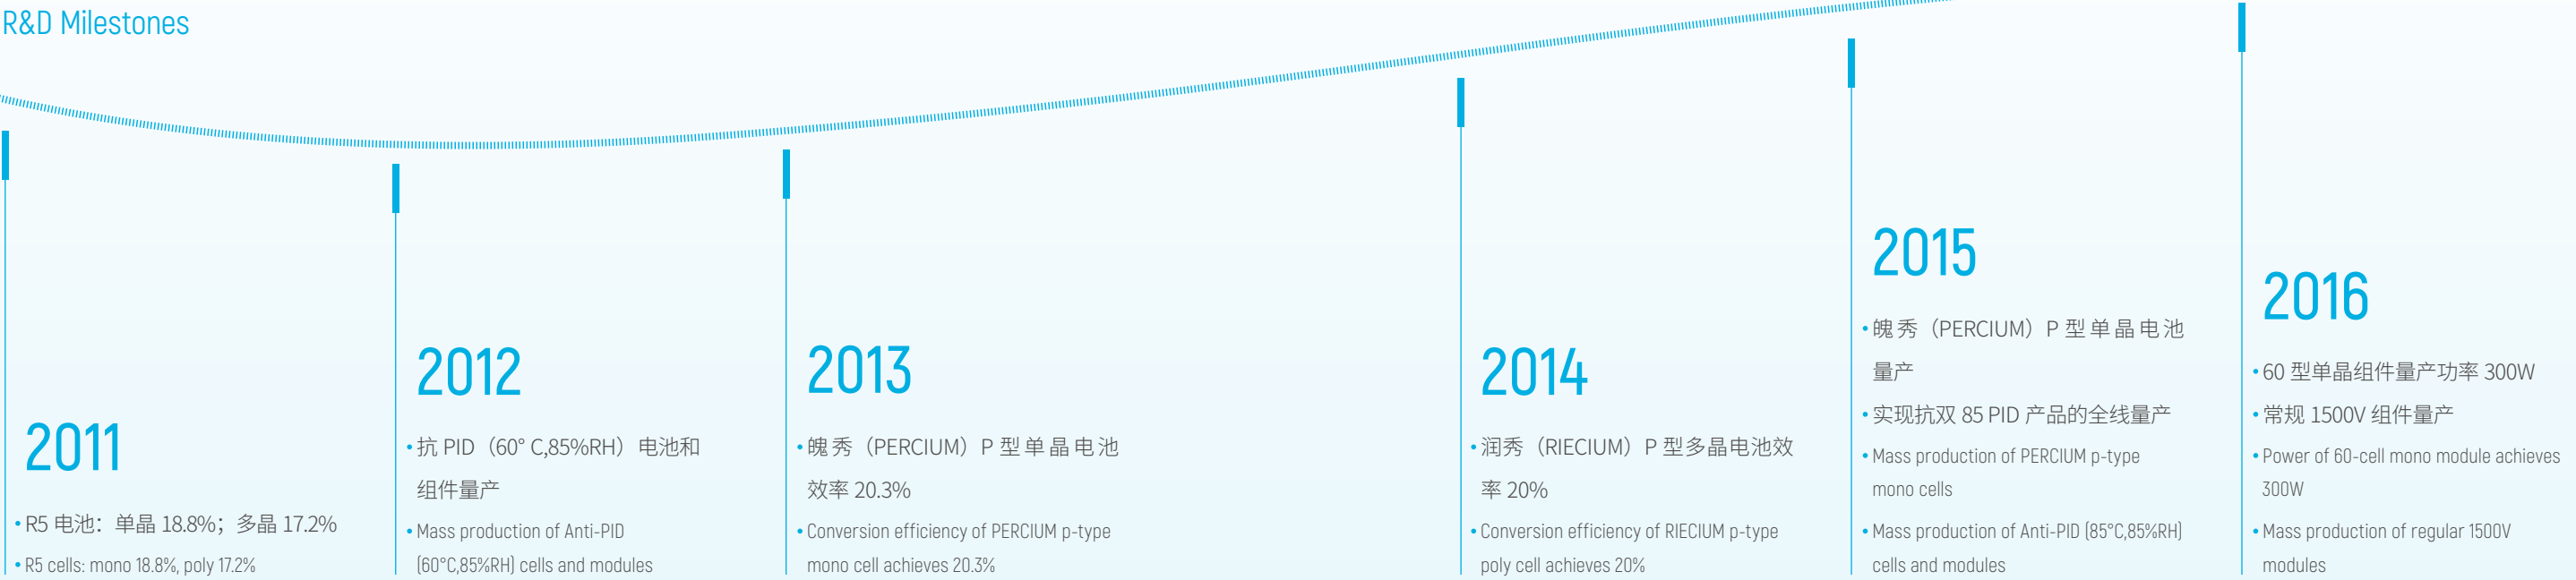 R&D Milestones
2011
•R5 电池：单晶 18.8%；多晶 17.2%
• R5 cells: mono 18.8%, poly 17.2%
2012
•抗 PID（60° C,85%RH）电池和
组件量产
• Mass production of Anti-PID
(60°C,85%RH) cells and modules
2013
•魄秀（PERCIUM）P 型单晶电池
效率 20.3%
• Conversion efficiency of PERCIUM p-type
mono cell achieves 20.3%
2014
•润秀（RIECIUM）P 型多晶电池效
率 20%
• Conversion efficiency of RIECIUM p-type
poly cell achieves 20%
2015
•魄秀（PERCIUM）P 型单晶电池
量产
•实现抗双 85 PID 产品的全线量产
• Mass production of PERCIUM p-type
mono cells
• Mass production of Anti-PID (85°C,85%RH)
cells and modules
2016
•60 型单晶组件量产功率 300W
•常规 1500V 组件量产
• Power of 60-cell mono module achieves
300W
• Mass production of regular 1500V
modules